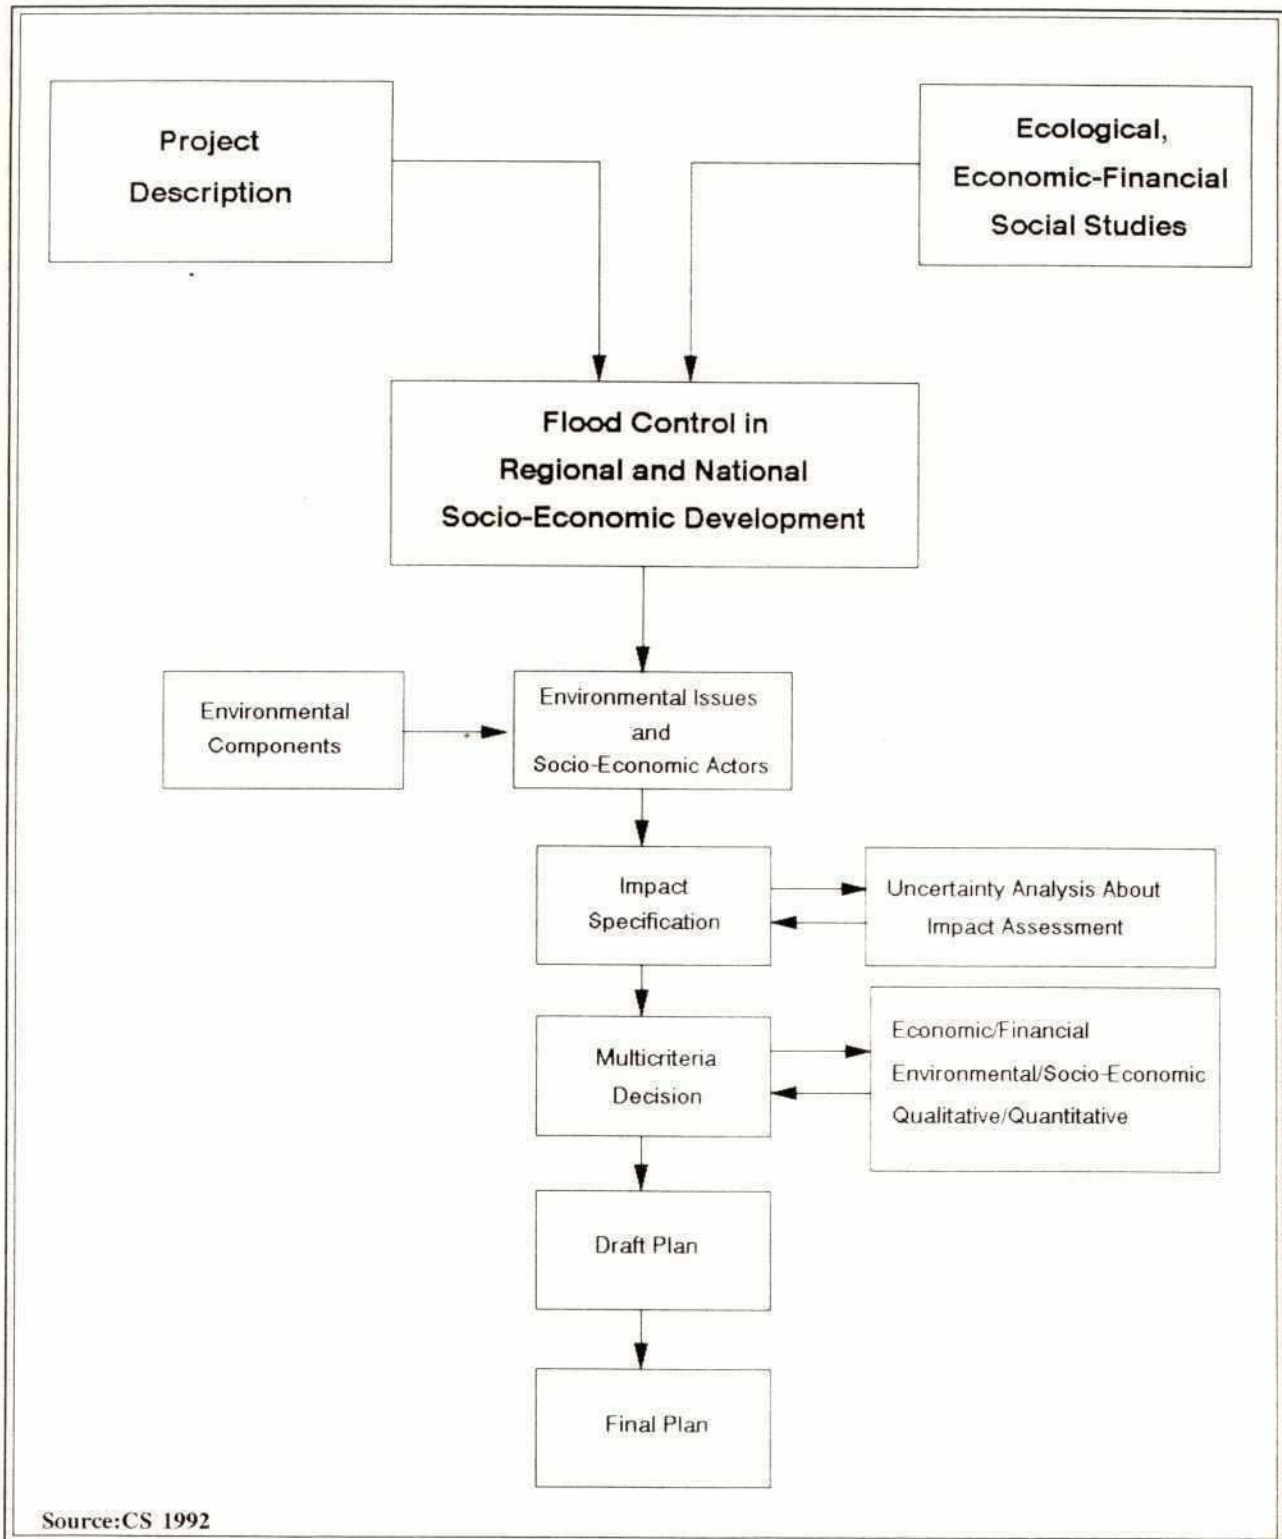 Project
Description
Ecological,
Economic-Financial
Social Studies
Flood Control in
Regional and National
Socio-Economic Development
Environmental
Components
Environmental Issues
and
Socio-Economic Actors
Impact
Specification
Uncertainty Analysis About
Impact Assessment
Multicriteria
Decision
Economic/Financial
Environmental/Socio-Economic
Qualitative/Quantitative
Draft Plan
Final Plan
Source:CS 1992